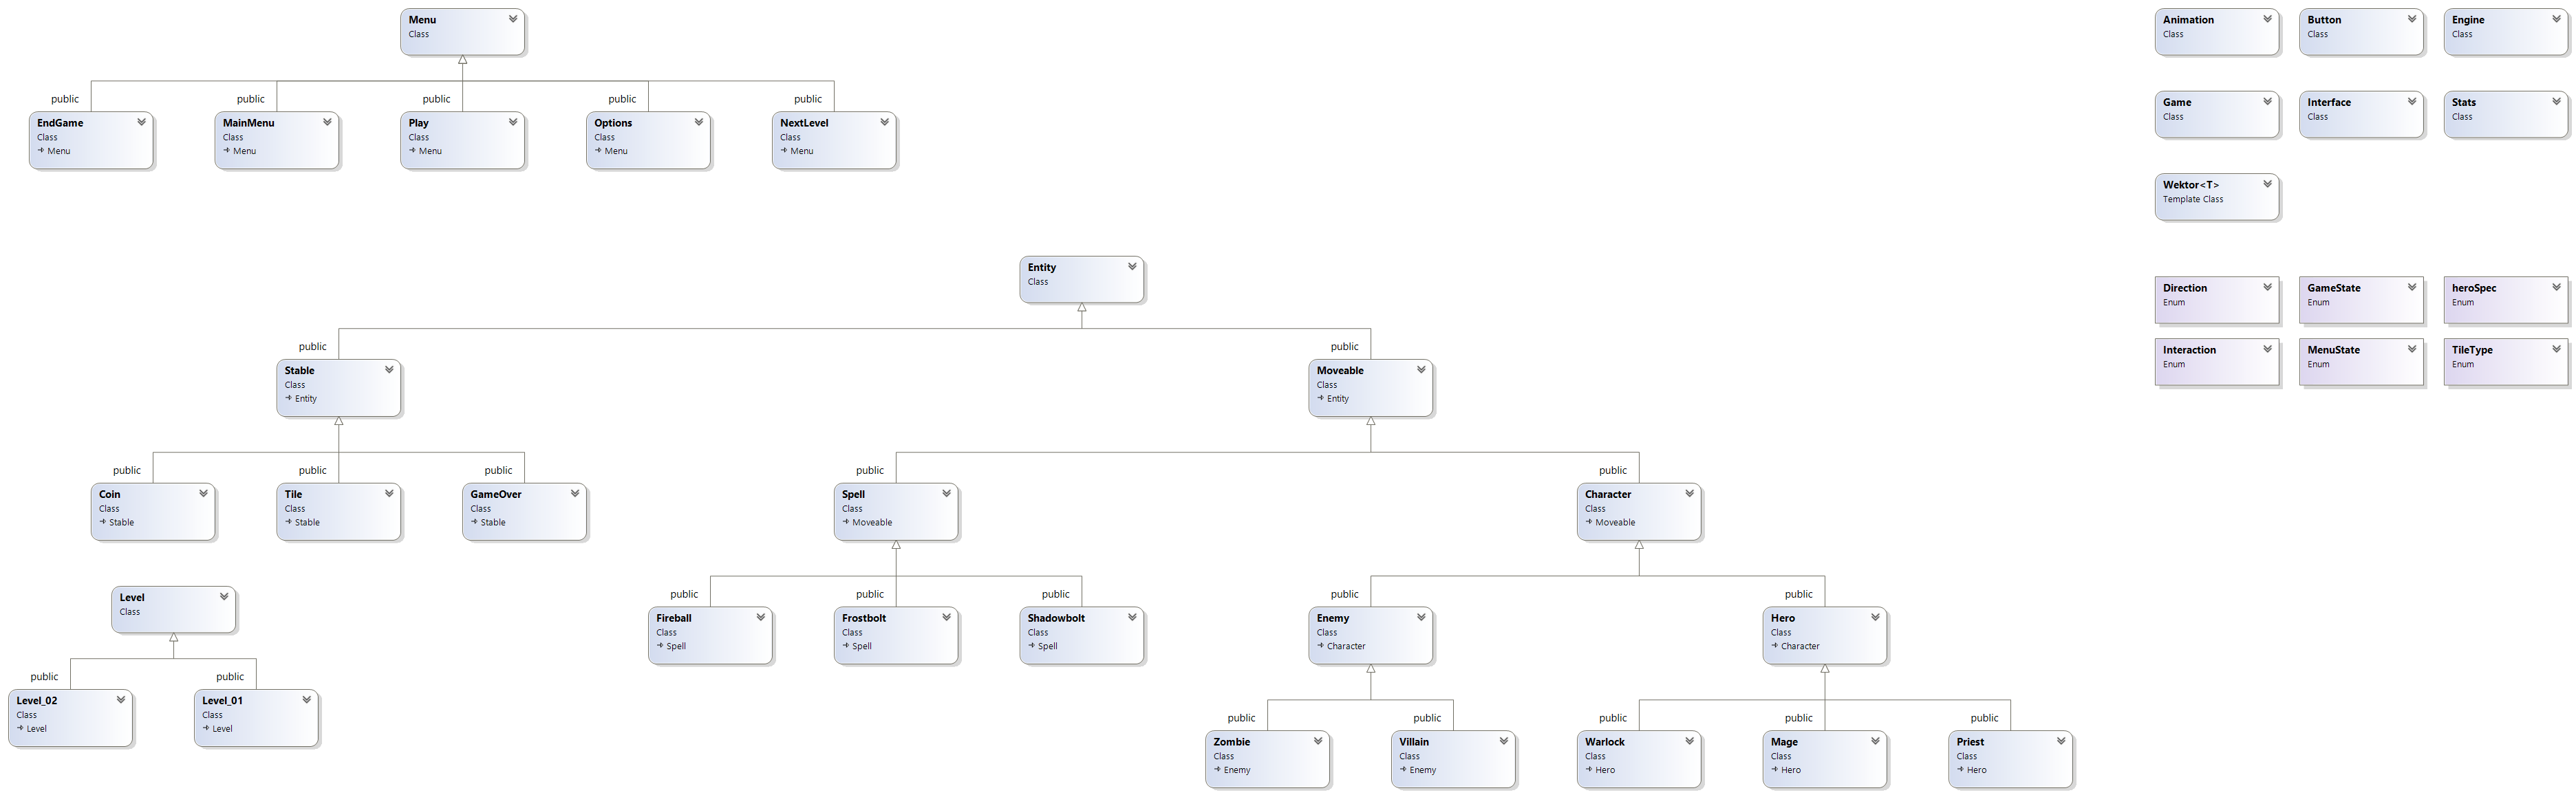 Menu
Class
public
public
public
public
public
EndGame
Class
Menu
MainMenu
Class
Menu
Play
Class
Menu
Options
Class
Menu
NextLevel
Class
Menu
Animation
Class
Button
Class
Engine
Class
Game
Class
Interface
Class
Stats
Class
Wektor<T>
Template Class
Direction
Enum
GameState
Enum
heroSpec
Enum
Interaction
Enum
MenuState
Enum
TileType
Enum
Entity
Class
public
public
Stable
Class
Entity
Moveable
Class
Entity
public
public
public
public
public
Coin
Class
Stable
Tile
Class
Stable
GameOver
Class
Stable
Spell
Class
Moveable
Character
Class
Moveable
Level
Class
public
public
Level_02
Class
Level
Level_01
Class
Level
public
public
public
public
public
Fireball
Class
Spell
Frostbolt
Class
Spell
Shadowbolt
Class
Spell
Enemy
Class
Character
Hero
Class
Character
public
public
public
public
public
Zombie
Class
Enemy
Villain
Class
Enemy
Warlock
Class
Hero
Mage
Class
Hero
Priest
Class
Hero